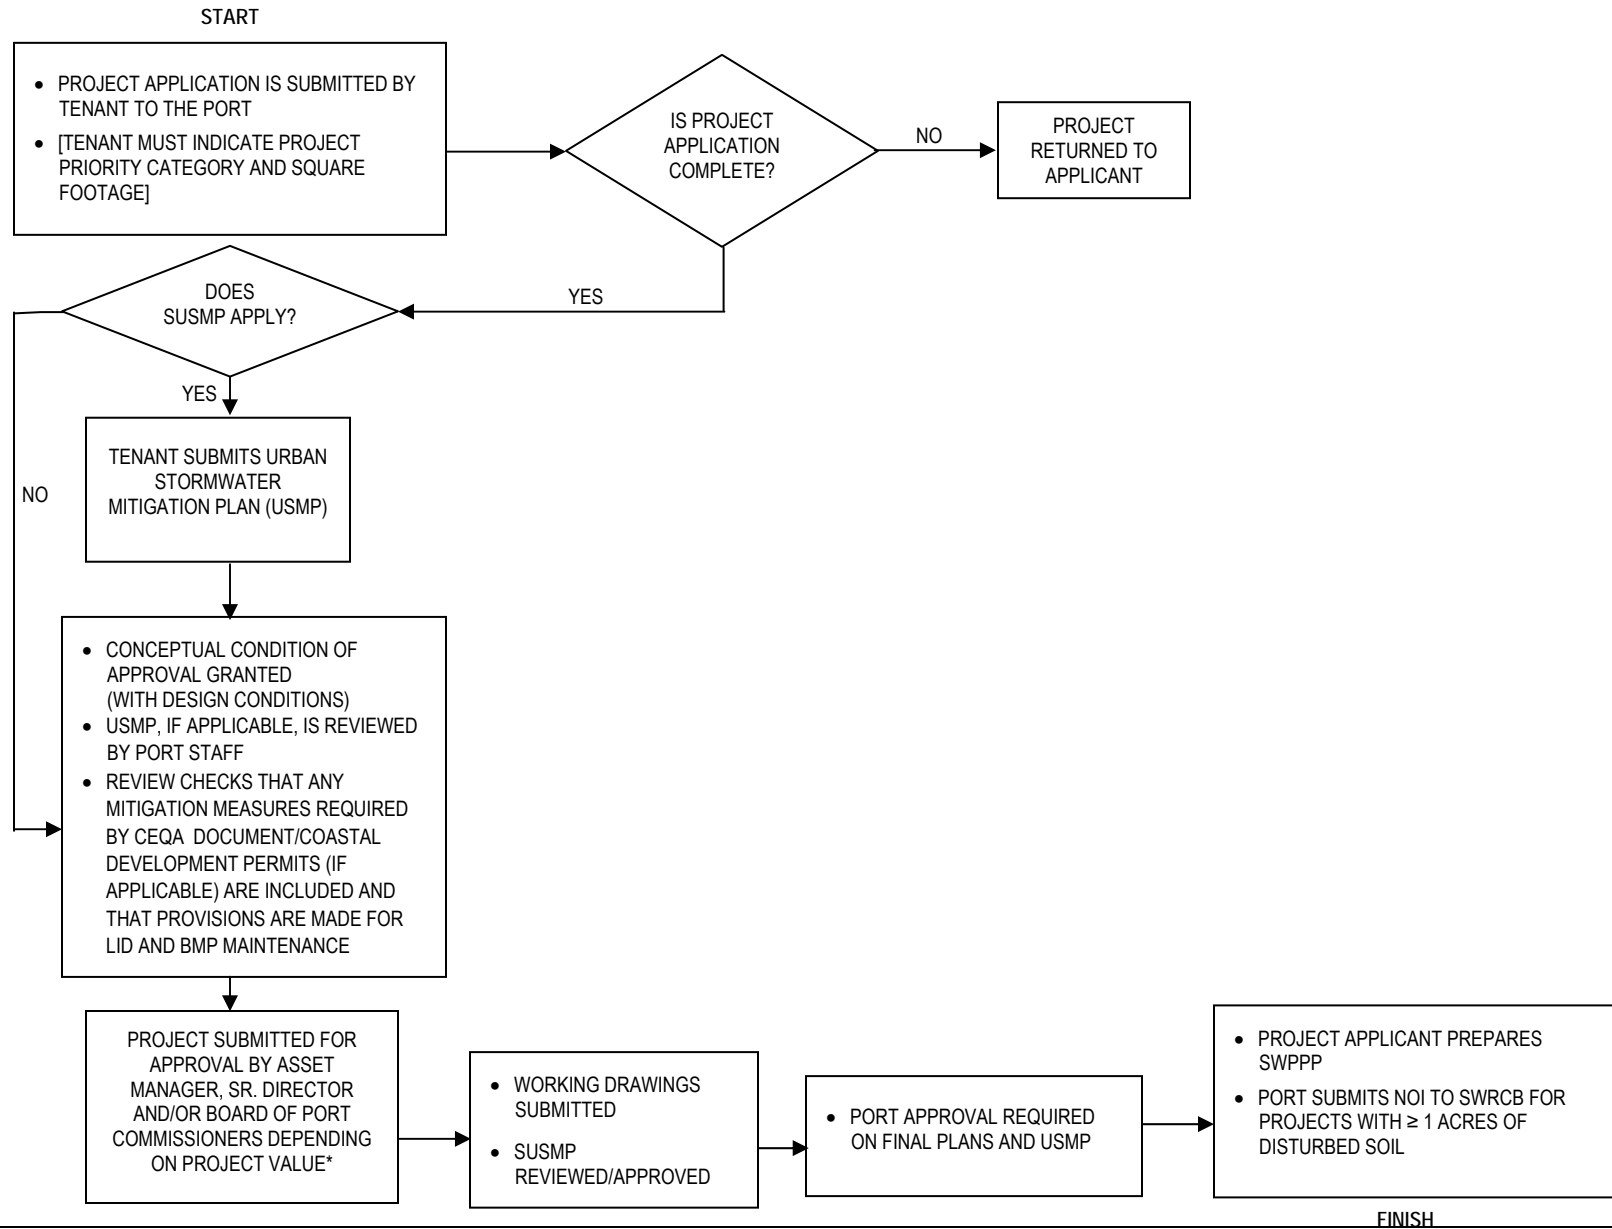 START
• PROJECT APPLICATION IS SUBMITTED BY
TENANT TO THE PORT
• [TENANT MUST INDICATE PROJECT
PRIORITY CATEGORY AND SQUARE
FOOTAGE]
IS PROJECT
APPLICATION
COMPLETE?
NO
PROJECT
RETURNED TO
APPLICANT
YES
DOES
SUSMP APPLY?
YES
NO
TENANT SUBMITS URBAN
STORMWATER
MITIGATION PLAN (USMP)
• CONCEPTUAL CONDITION OF
APPROVAL GRANTED
(WITH DESIGN CONDITIONS)
• USMP, IF APPLICABLE, IS REVIEWED
BY PORT STAFF
• REVIEW CHECKS THAT ANY
MITIGATION MEASURES REQUIRED
BY CEQA DOCUMENT/COASTAL
DEVELOPMENT PERMITS (IF
APPLICABLE) ARE INCLUDED AND
THAT PROVISIONS ARE MADE FOR
LID AND BMP MAINTENANCE
PROJECT SUBMITTED FOR
APPROVAL BY ASSET
MANAGER, SR. DIRECTOR
AND/OR BOARD OF PORT
COMMISSIONERS DEPENDING
ON PROJECT VALUE*
• WORKING DRAWINGS
SUBMITTED
• SUSMP
REVIEWED/APPROVED
• PORT APPROVAL REQUIRED
ON FINAL PLANS AND USMP
• PROJECT APPLICANT PREPARES
SWPPP
• PORT SUBMITS NOI TO SWRCB FOR
PROJECTS WITH ≥ 1 ACRES OF
DISTURBED SOIL
FINISH